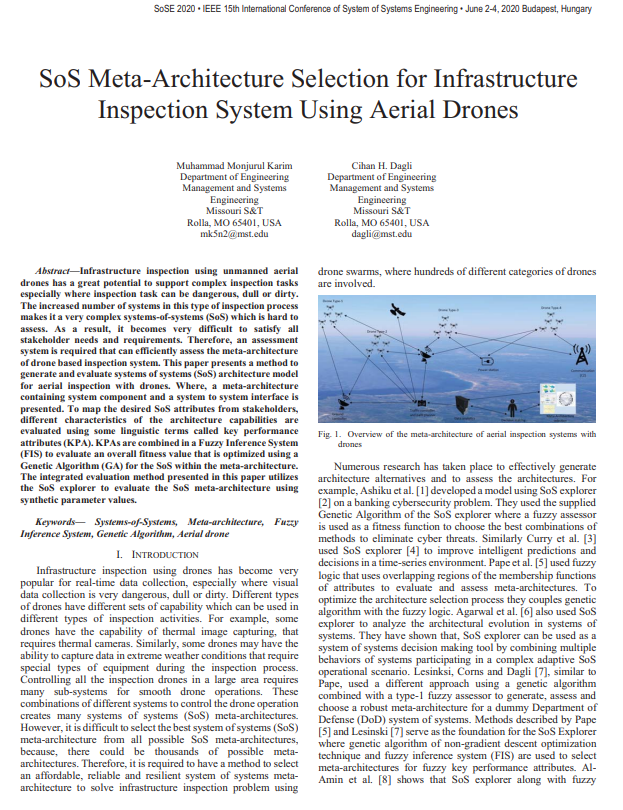 SoSE 2020 • IEEE 15th International Conference of System of Systems Engineering • June 2-4, 2020 Budapest, Hungary
SoS Meta-Architecture Selection for Infrastructure
Inspection System Using Aerial Drones
Muhammad Monjurul Karim
Department of Engineering
Management and Systems
Engineering
Missouri S&T
Rolla, MO 65401, USA
mk5n2@mst.edu
Cihan H. Dagli
Department of Engineering
Management and Systems
Engineering
Missouri S&T
Rolla, MO 65401, USA
dagli@mst.edu
Abstract—Infrastructure inspection using unmanned aerial
drones has a great potential to support complex inspection tasks
especially where inspection task can be dangerous, dull or dirty.
The increased number of systems in this type of inspection process
makes it a very complex systems-of-systems (SoS) which is hard to
assess. As a result, it becomes very difficult to satisfy all
stakeholder needs and requirements. Therefore, an assessment
system is required that can efficiently assess the meta-architecture
of drone based inspection system. This paper presents a method to
generate and evaluate systems of systems (SoS) architecture model
for aerial inspection with drones. Where, a meta-architecture
containing system component and a system to system interface is
presented. To map the desired SoS attributes from stakeholders,
different characteristics of the architecture capabilities are
evaluated using some linguistic terms called key performance
attributes (KPA). KPAs are combined in a Fuzzy Inference System
(FIS) to evaluate an overall fitness value that is optimized using a
Genetic Algorithm (GA) for the SoS within the meta-architecture.
The integrated evaluation method presented in this paper utilizes
the SoS explorer to evaluate the SoS meta-architecture using
synthetic parameter values.
Keywords— Systems-of-Systems, Meta-architecture, Fuzzy
Inference System, Genetic Algorithm, Aerial drone
I. INTRODUCTION
Infrastructure inspection using drones has become very
popular for real-time data collection, especially where visual
data collection is very dangerous, dull or dirty. Different types
of drones have different sets of capability which can be used in
different types of inspection activities. For example, some
drones have the capability of thermal image capturing, that
requires thermal cameras. Similarly, some drones may have the
ability to capture data in extreme weather conditions that require
special types of equipment during the inspection process.
Controlling all the inspection drones in a large area requires
many sub-systems for smooth drone operations. These
combinations of different systems to control the drone operation
creates many systems of systems (SoS) meta-architectures.
However, it is difficult to select the best system of systems (SoS)
meta-architecture from all possible SoS meta-architectures,
because, there could be thousands of possible meta-
architectures. Therefore, it is required to have a method to select
an affordable, reliable and resilient system of systems meta-
architecture to solve infrastructure inspection problem using
drone swarms, where hundreds of different categories of drones
are involved.
Drone Type 1
Drone Type 2
Drone Type 3
Drone Type 4
Fig. 1. Overview of the meta-architecture of aerial inspection systems with
drones
Numerous research has taken place to effectively generate
architecture alternatives and to assess the architectures. For
example, Ashiku et al. [1] developed a model using SoS explorer
[2] on a banking cybersecurity problem. They used the supplied
Genetic Algorithm of the SoS explorer where a fuzzy assessor
is used as a fitness function to choose the best combinations of
methods to eliminate cyber threats. Similarly Curry et al. [3]
used SoS explorer [4] to improve intelligent predictions and
decisions in a time-series environment. Pape et al. [5] used fuzzy
logic that uses overlapping regions of the membership functions
of attributes to evaluate and assess meta-architectures. To
optimize the architecture selection process they couples genetic
algorithm with the fuzzy logic. Agarwal et al. [6] also used SoS
explorer to analyze the architectural evolution in systems of
systems. They have shown that, SoS explorer can be used as a
system of systems decision making tool by combining multiple
behaviors of systems participating in a complex adaptive SoS
operational scenario. Lesinksi, Corns and Dagli [7], similar to
Pape, used a different approach using a genetic algorithm
combined with a type-1 fuzzy assessor to generate, assess and
choose a robust meta-architecture for a dummy Department of
Defense (DoD) system of systems. Methods described by Pape
[5] and Lesinski [7] serve as the foundation for the SoS Explorer
where genetic algorithm of non-gradient descent optimization
technique and fuzzy inference system (FIS) are used to select
meta-architectures for fuzzy key performance attributes. Al-
Amin et al. [8] shows that SoS explorer along with fuzzy